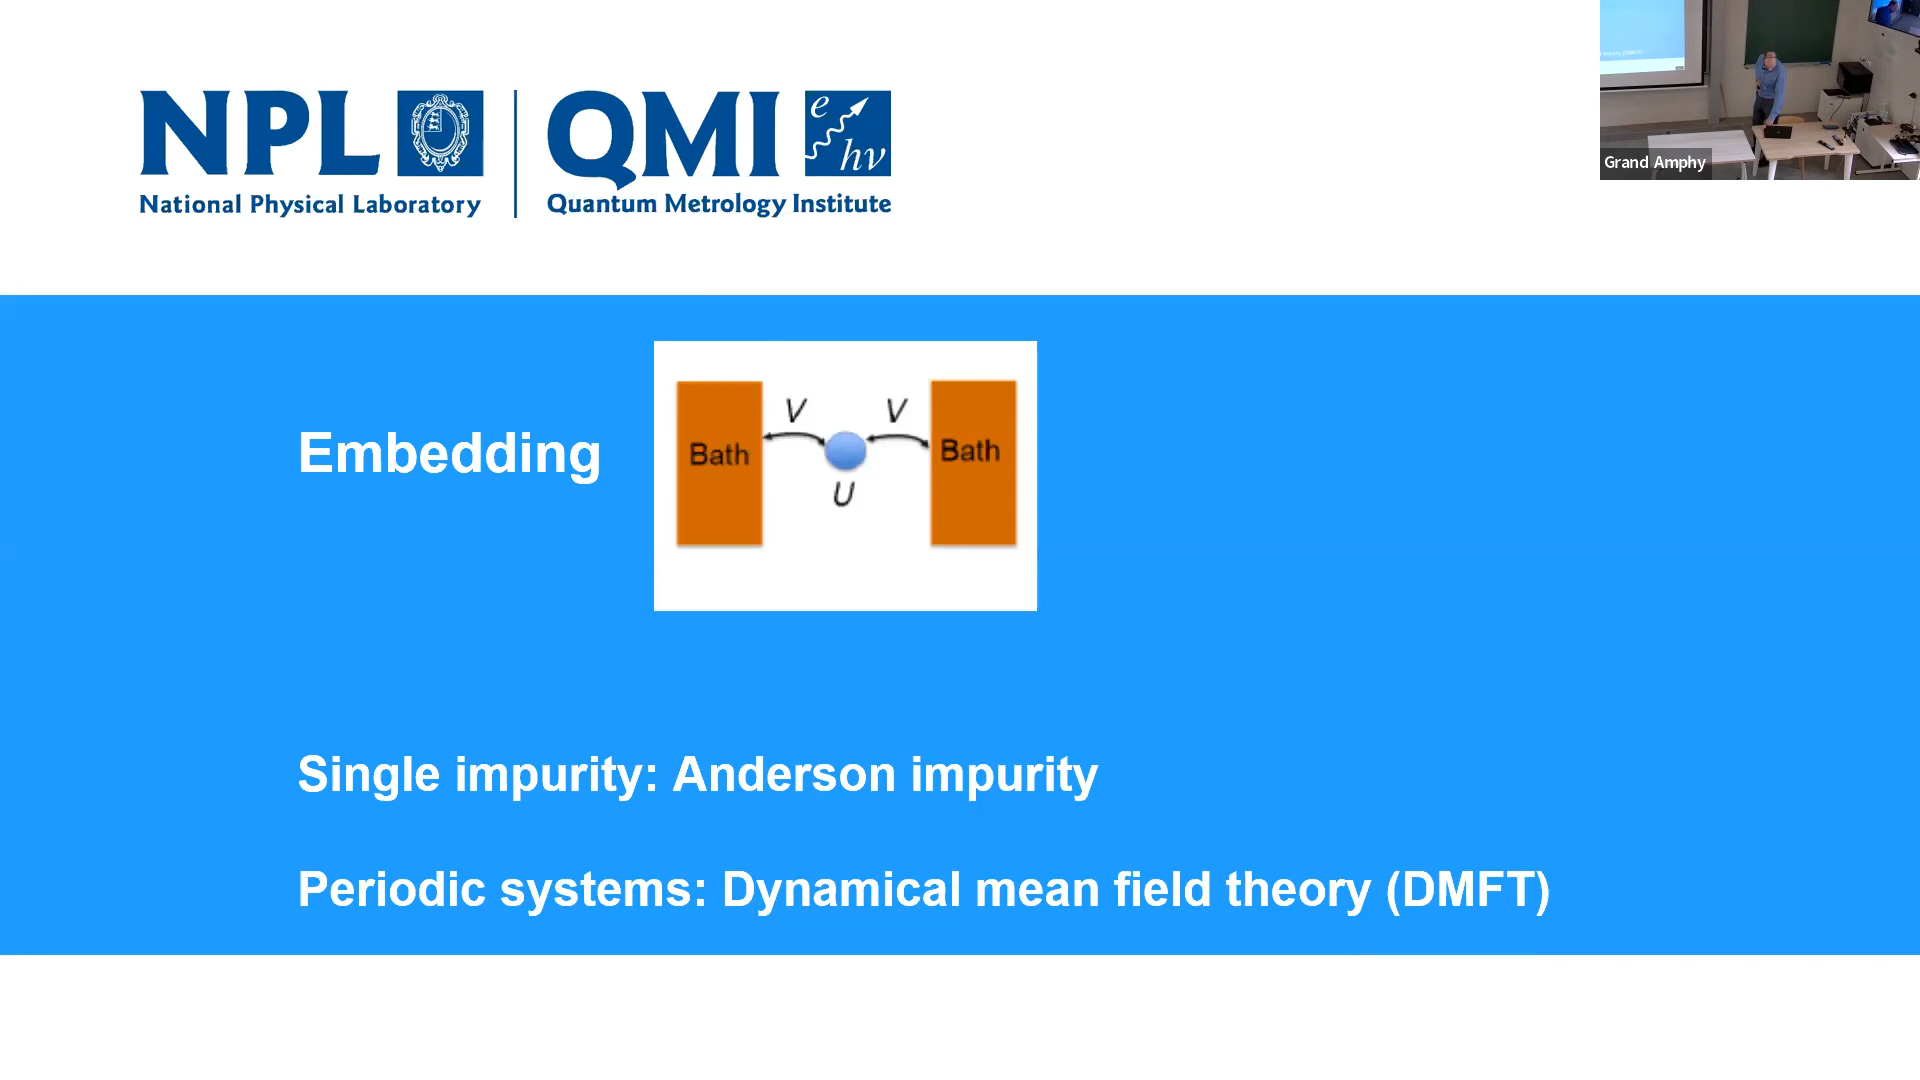 NPL
National Physical Laboratory
QMI
e
hν
Quantum Metrology Institute
Grand Amphy
Embedding
V
V
Bath
Bath
U
Single impurity: Anderson impurity
Periodic systems: Dynamical mean field theory (DMFT)